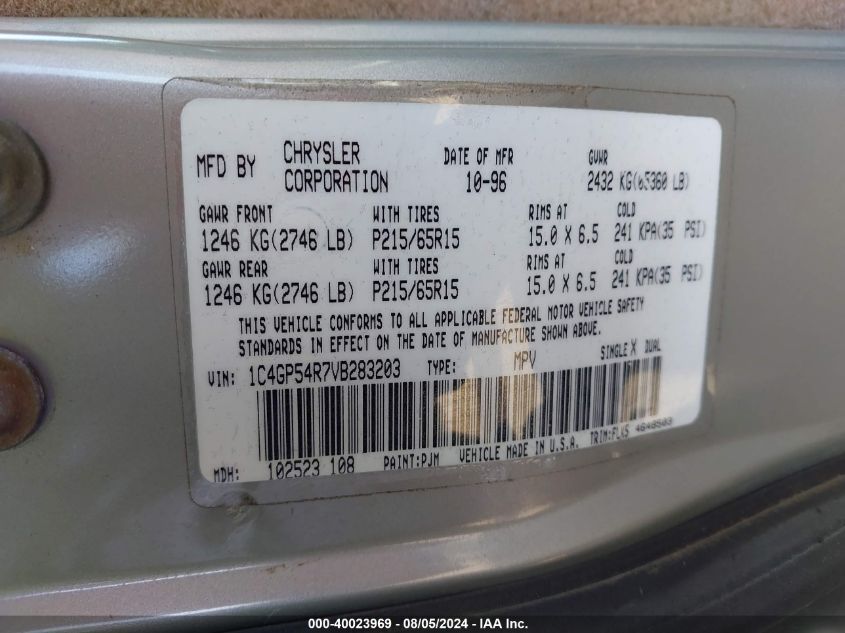 MFD BY CHRYSLER CORPORATION DATE OF MFR 10-96 GVWR 2432 KG(05360 LB)
GAWR FRONT WITH TIRES RIMS AT COLD
1246 KG(2746 LB) P215/65R15 15.0 X 6.5 241 KPA(35 PSI)
GAWR REAR WITH TIRES RIMS AT COLD
1246 KG(2746 LB) P215/65R15 15.0 X 6.5 241 KPA(35 PSI)
THIS VEHICLE CONFORMS TO ALL APPLICABLE FEDERAL MOTOR VEHICLE SAFETY
STANDARDS IN EFFECT ON THE DATE OF MANUFACTURE SHOWN ABOVE.
VIN: 1C4GP54R7VB283203 TYPE: MPV SINGLE X DUAL
MDH: 102523 108 PAINT:PJM VEHICLE MADE IN U.S.A. TRIM:FLK5
000-40023969 - 08/05/2024 - IAA Inc.